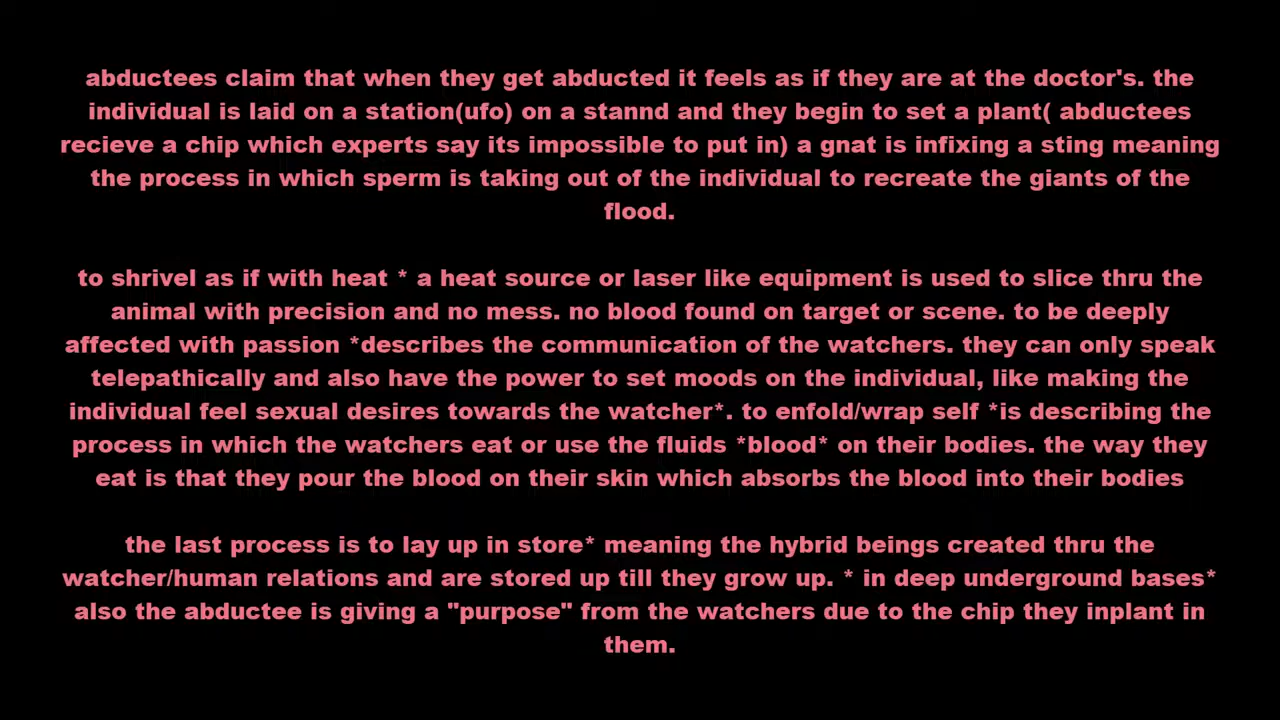 abductees claim that when they get abducted it feels as if they are at the doctor's. the
individual is laid on a station(ufo) on a stannd and they begin to set a plant( abductees
recieve a chip which experts say its impossible to put in) a gnat is infixing a sting meaning
the process in which sperm is taking out of the individual to recreate the giants of the
flood.
to shrivel as if with heat * a heat source or laser like equipment is used to slice thru the
animal with precision and no mess. no blood found on target or scene. to be deeply
affected with passion *describes the communication of the watchers. they can only speak
telepathically and also have the power to set moods on the individual, like making the
individual feel sexual desires towards the watcher*. to enfold/wrap self *is describing the
process in which the watchers eat or use the fluids *blood* on their bodies. the way they
eat is that they pour the blood on their skin which absorbs the blood into their bodies
the last process is to lay up in store* meaning the hybrid beings created thru the
watcher/human relations and are stored up till they grow up. * in deep underground bases*
also the abductee is giving a "purpose" from the watchers due to the chip they inplant in
them.